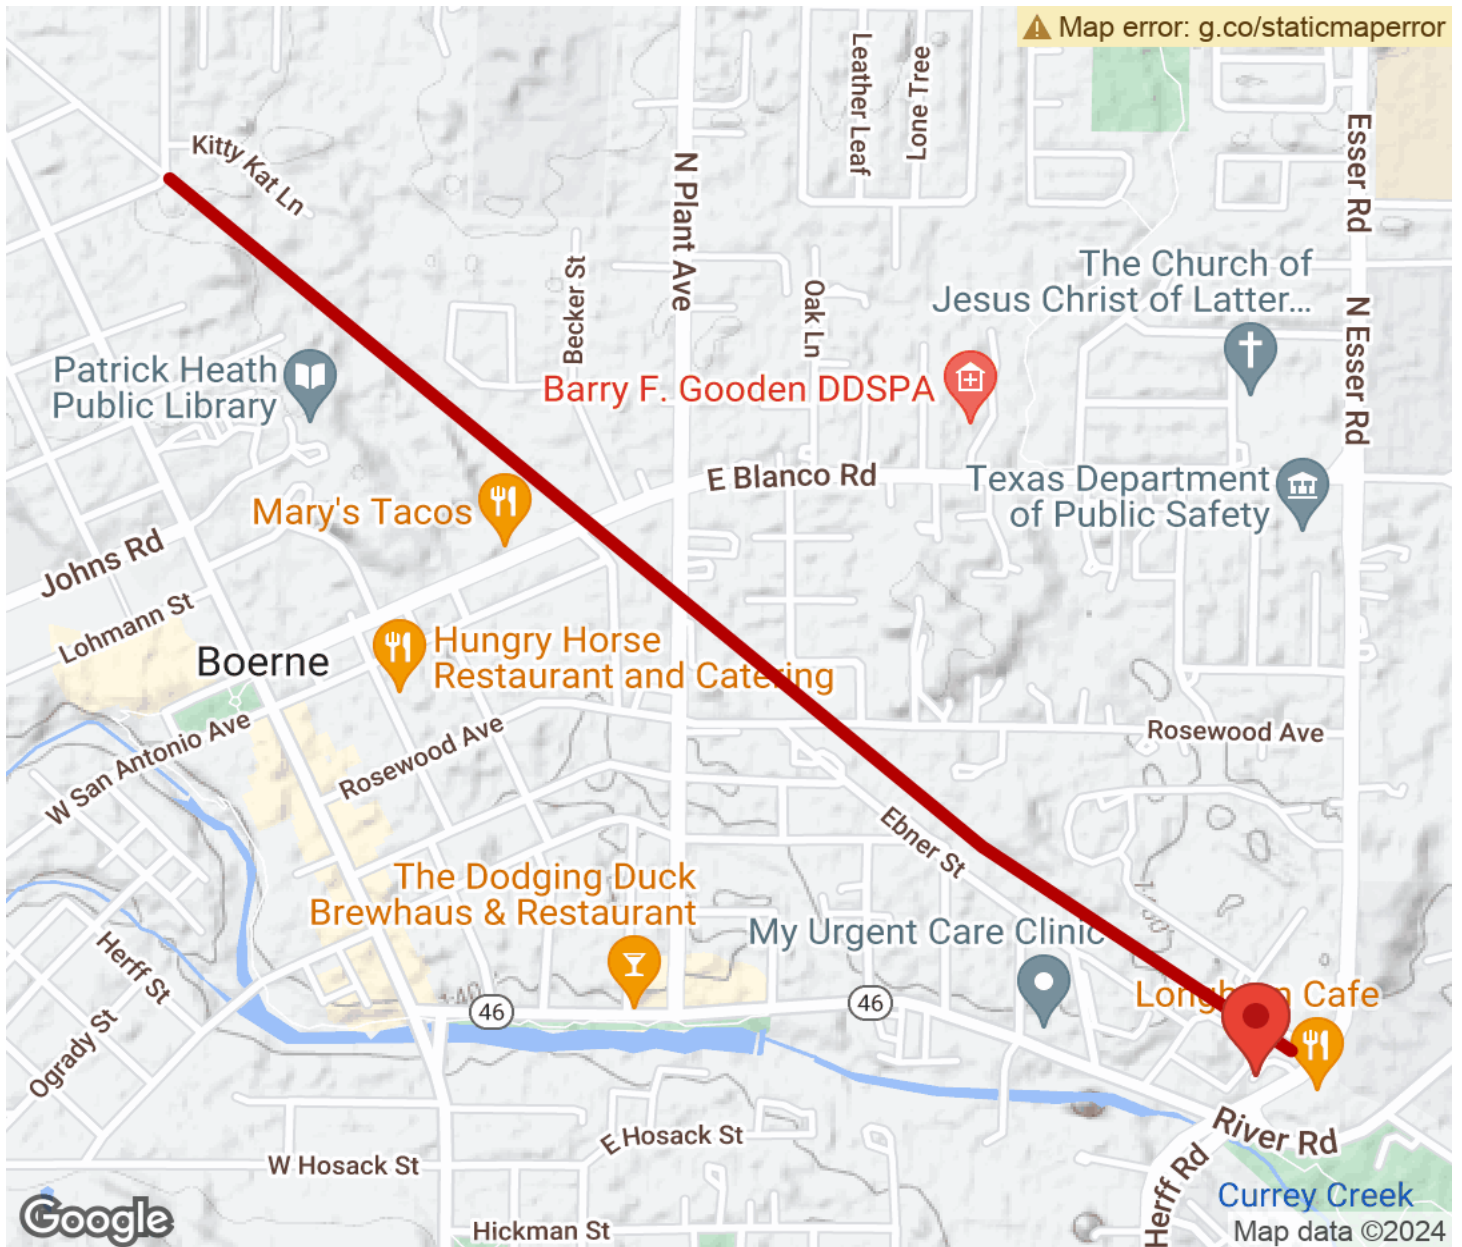 Map error: g.co/staticmaperror
Leather Leaf
Lone Tree
Esser Rd
Kitty Kat Ln
N Plant Ave
The Church of
Jesus Christ of Latter...
Becker St
Oak Ln
N Esser Rd
Patrick Heath
Public Library
Barry F. Gooden DDSPA
E Blanco Rd
Texas Department
of Public Safety
Mary's Tacos
Johns Rd
Lohmann St
Boerne
Hungry Horse
Restaurant and Catering
W San Antonio Ave
Rosewood Ave
Rosewood Ave
Ebner St
The Dodging Duck
Brewhaus & Restaurant
My Urgent Care Clinic
Herff St
46
46
Cafe
Ogrady St
River Rd
E Hosack St
W Hosack St
Herff Rd
Currey Creek
Google
Hickman St
Map data ©2024